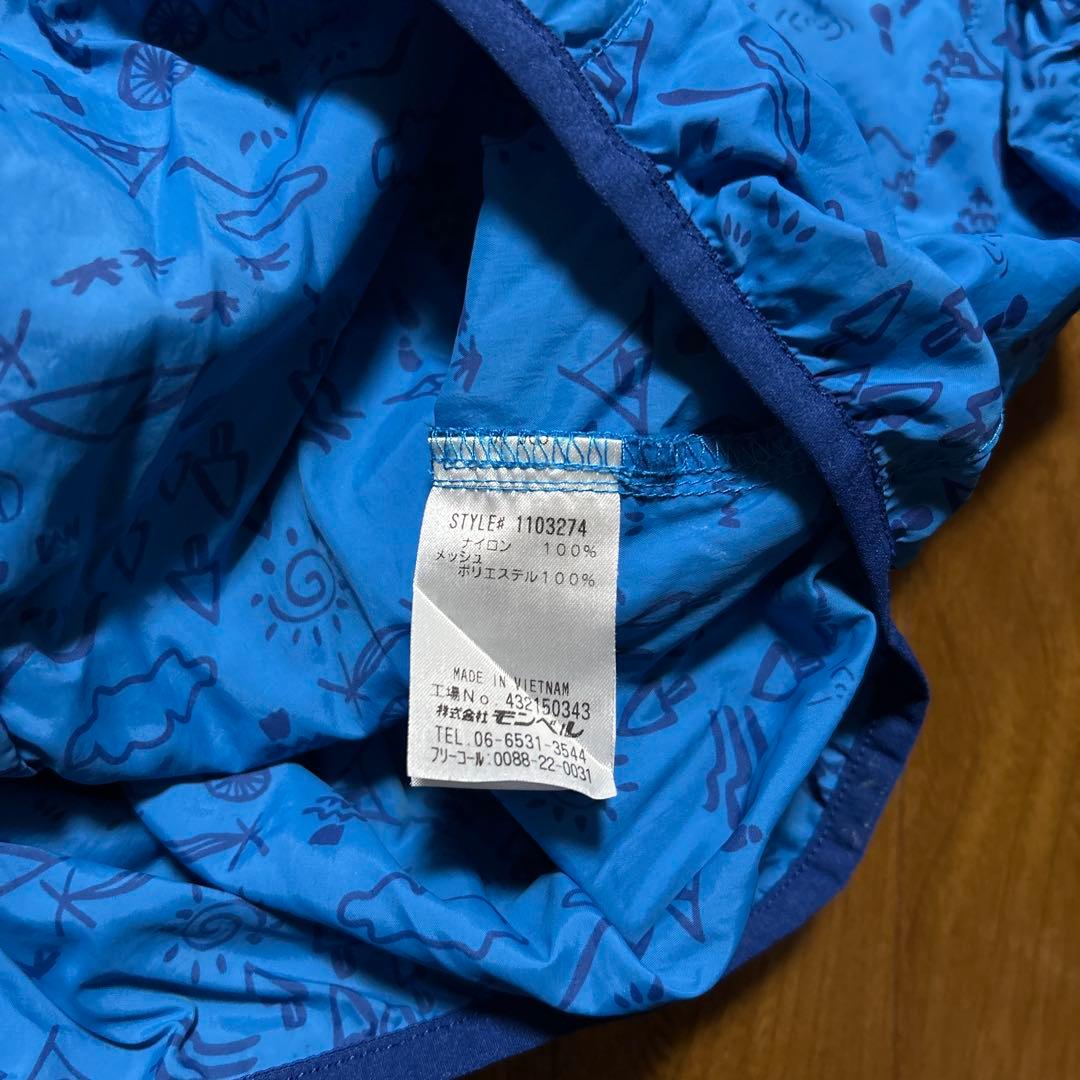 STYLE# 1103274
ナイロン 100%
メッシュ
ポリエステル100%
MADE IN VIETNAM
工場No 432150343
株式会社 モンベル
TEL.06-6531-3544
フリーコール:0088-22-0031